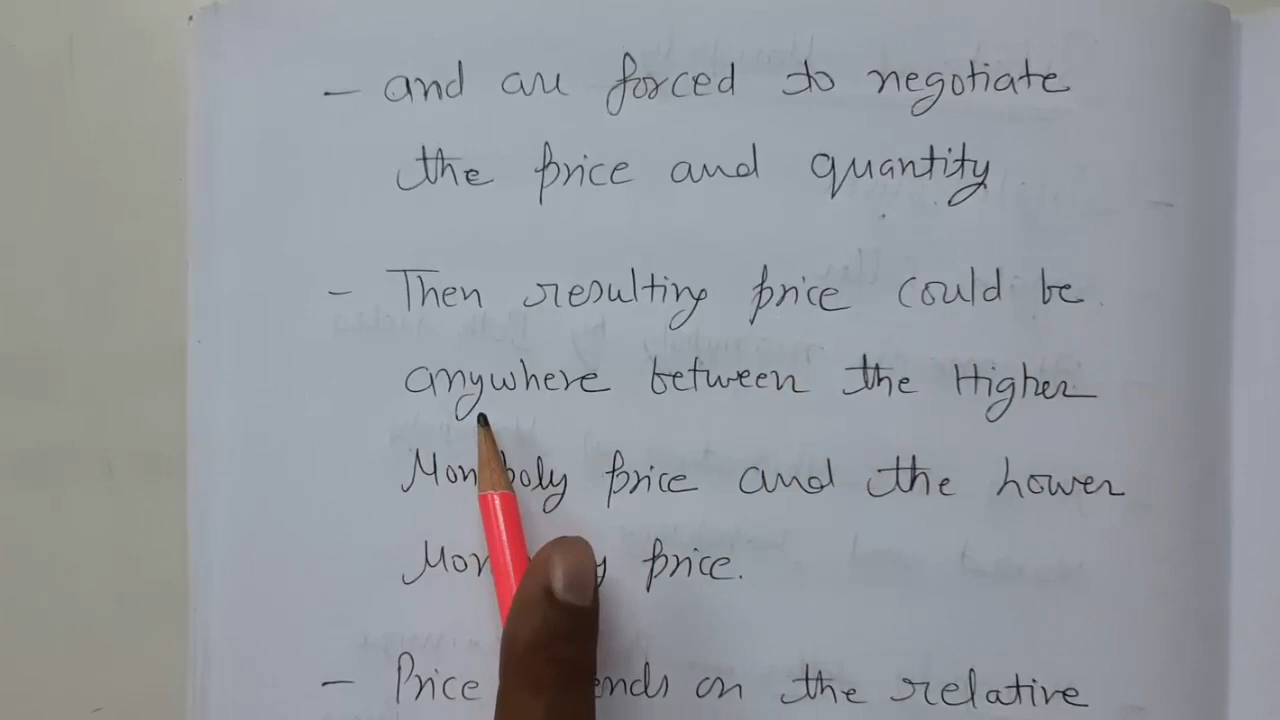 - and are forced to negotiate
the price and quantity
- Then resulting price could be
anywhere between the Higher
price and the Lower
price.
- Price on the relative